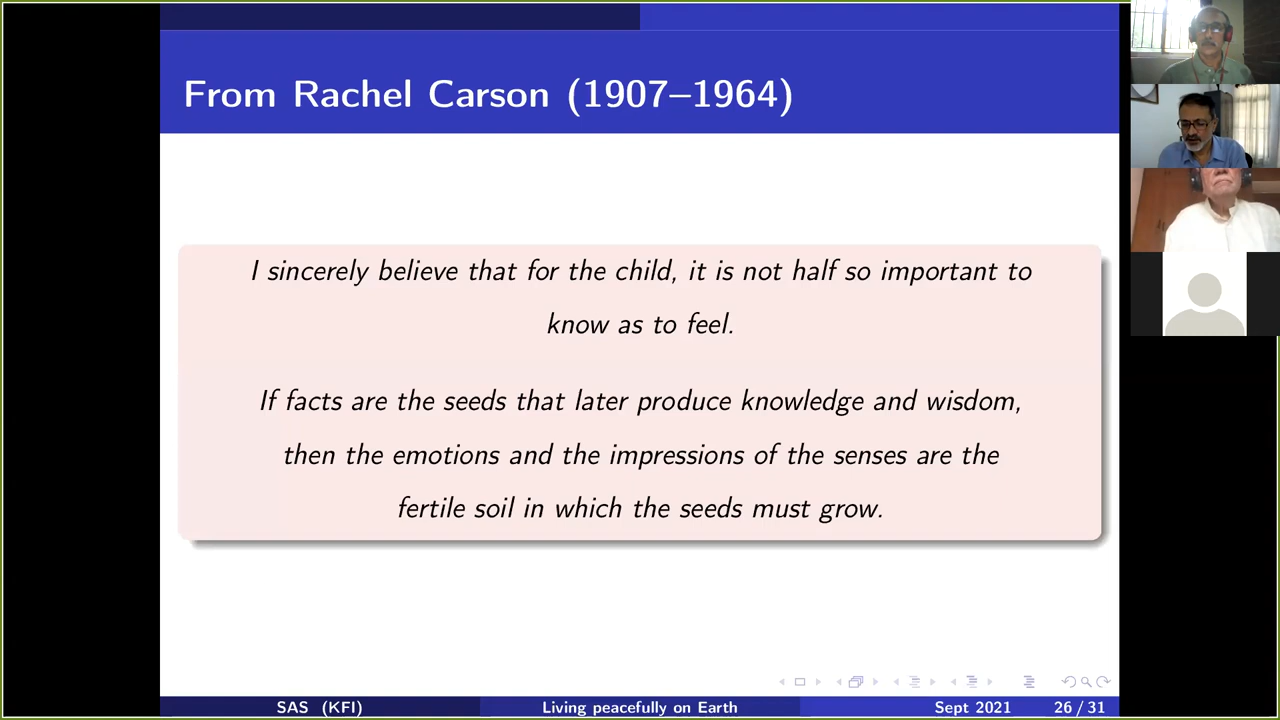 From Rachel Carson (1907–1964)
I sincerely believe that for the child, it is not half so important to
know as to feel.
If facts are the seeds that later produce knowledge and wisdom,
then the emotions and the impressions of the senses are the
fertile soil in which the seeds must grow.
SAS (KFI) Living peacefully on Earth Sept 2021 26 / 31